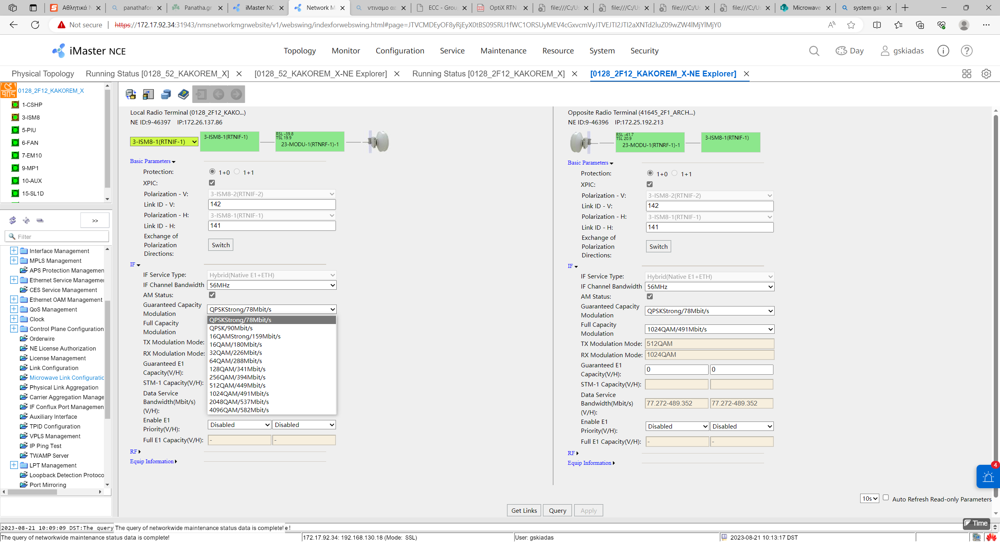 Αθλητικά Ν
panathafor
Panatha.gr
iMaster NC
Network M
ντιναμο αε
ECC - Grou
OptiX RTN
file:///C:/Us
file:///C:/Us
file:///C:/Us
file:///C:/Us
Microwave
system gai
Not secure https://172.17.92.34:31943/nmsnetworkmgrwebsite/v1/webswing/indexforwebswing.html#page=JTVCMDEyOF8yRjEyX0tBS09SRU1fWC1ORSUyMEV4cGxvcmVyJTVEJTI2JTI2aXNTd2luZ09wZW4lMjYlMjY0
iMaster NCE
Topology Monitor Configuration Service Maintenance Resource System Security
Day gskiadas
Physical Topology Running Status [0128_52_KAKOREM_X] [0128_52_KAKOREM_X-NE Explorer] Running Status [0128_2F12_KAKOREM_X] [0128_2F12_KAKOREM_X-NE Explorer]
905
0128_2F12_KAKOREM_X
1-CSHP
3-ISM8
5-PIU
6-FAN
7-EM10
9-MP1
10-AUX
15-SL1D
>>
Filter
Interface Management
MPLS Management
APS Protection Managemen
Ethernet Service Managemer
CES Service Management
Ethernet OAM Management
QoS Management
Clock
Control Plane Configuration
Orderwire
NE License Authorization
License Management
Link Configuration
Microwave Link Configuratic
Physical Link Aggregation
Carrier Aggregation Manage
IF Conflux Port Managemen
Auxiliary Interface
TPID Configuration
VPLS Management
IP Ping Test
TWAMP Server
LPT Management
Loopback Detection Protoco
Port Mirroring
Local Radio Terminal (0128_2F12_KAKO...)
NE ID:9-46397 IP:172.26.137.86
3-ISM8-1(RTNIF-1)
3-ISM8-1(RTNIF-1)
RSL -39.8
TSL 19.9
23-MODU-1(RTNRF-1)-1
Basic Parameters
Protection: 1+0 1+1
XPIC:
Polarization - V: 3-ISM8-2(RTNIF-2)
Link ID - V: 142
Polarization - H: 3-ISM8-1(RTNIF-1)
Link ID - H: 141
Exchange of
Polarization Switch
Directions:
IF
IF Service Type: Hybrid(Native E1+ETH)
IF Channel Bandwidth 56MHz
AM Status:
Guaranteed Capacity
Modulation
QPSKStrong/78Mbit/s
QPSKStrong/78Mbit/s
QPSK/90Mbit/s
16QAMStrong/159Mbit/s
16QAM/180Mbit/s
32QAM/226Mbit/s
64QAM/288Mbit/s
128QAM/341Mbit/s
256QAM/394Mbit/s
512QAM/449Mbit/s
1024QAM/491Mbit/s
2048QAM/537Mbit/s
4096QAM/582Mbit/s
Full Capacity
Modulation
TX Modulation Mode:
RX Modulation Mode:
Guaranteed E1
Capacity(V/H):
STM-1 Capacity(V/H):
Data Service
Bandwidth(Mbit/s)
(V/H):
Enable E1
Priority(V/H):
Disabled Disabled
Full E1 Capacity(V/H): - -
RF
Equip Information
Opposite Radio Terminal (41645_2F1_ARCH...)
NE ID:9-46396 IP:172.25.192.213
RSL -41.7
TSL 20.9
23-MODU-1(RTNRF-1)-1
3-ISM8-1(RTNIF-1)
Basic Parameters
Protection: 1+0 1+1
XPIC:
Polarization - V: 3-ISM8-2(RTNIF-2)
Link ID - V: 142
Polarization - H: 3-ISM8-1(RTNIF-1)
Link ID - H: 141
Exchange of
Polarization Switch
Directions:
IF
IF Service Type: Hybrid(Native E1+ETH)
IF Channel Bandwidth 56MHz
AM Status:
Guaranteed Capacity
Modulation
QPSKStrong/78Mbit/s
Full Capacity
Modulation
1024QAM/491Mbit/s
TX Modulation Mode: 512QAM
RX Modulation Mode: 1024QAM
Guaranteed E1
Capacity(V/H):
0 0
STM-1 Capacity(V/H):
Data Service
Bandwidth(Mbit/s) 77.272-489.352 77.272-489.352
(V/H):
Enable E1
Priority(V/H):
Disabled Disabled
Full E1 Capacity(V/H): - -
RF
Equip Information
4
10s Auto Refresh Read-only Parameters
Get Links Query Apply
Time
2023-08-21 10:09:09 DST:The query The query of networkwide maintenance status data is complete! e!
The query of networkwide maintenance status data is complete! 172.17.92.34: 192.168.130.18 (Mode: SSL) User: gskiadas 2023-08-21 10:13:17 DST